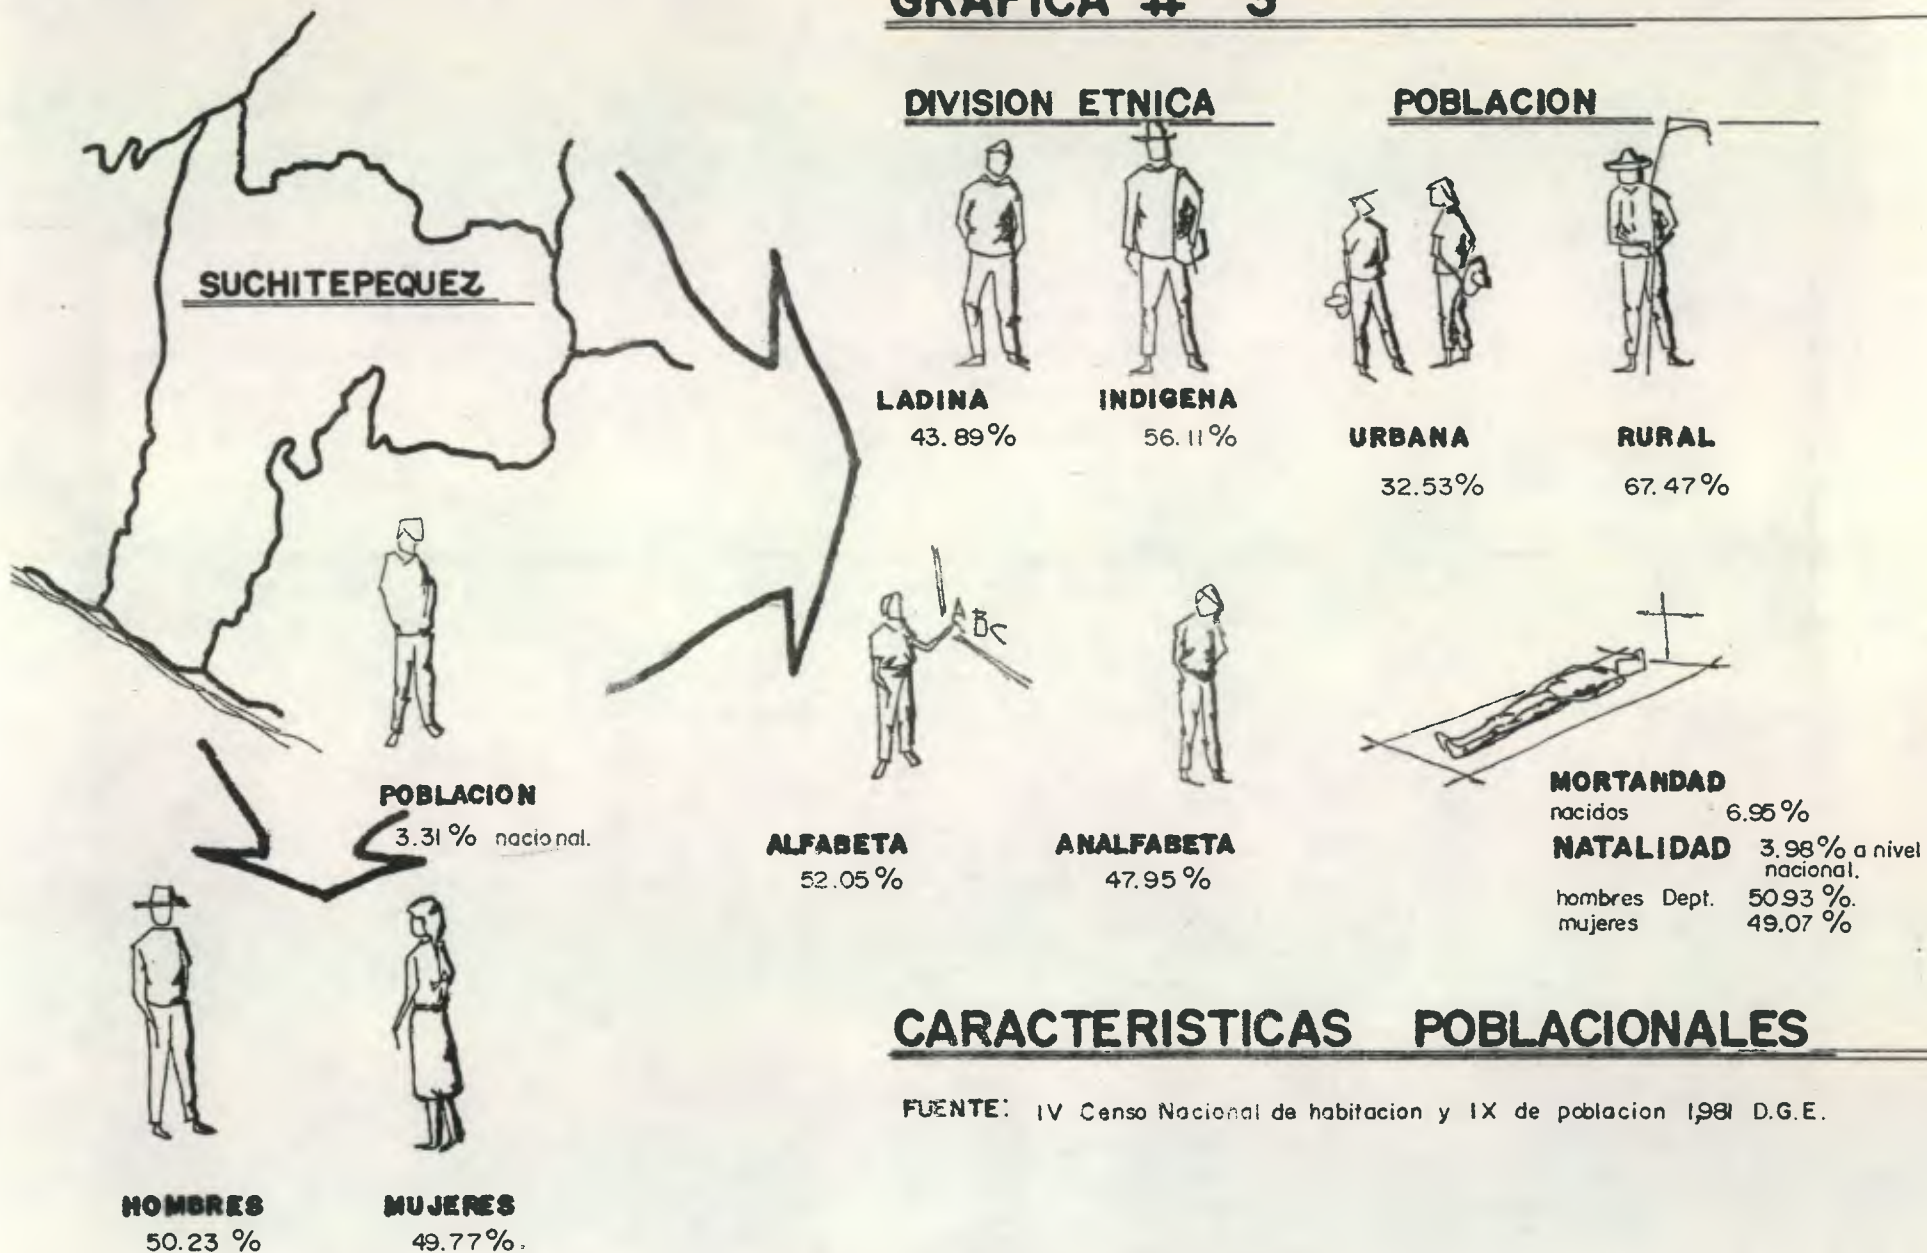 GRAFICA # 3
DIVISION ETNICA
POBLACION
SUCHITEPEQUEZ
LADINA
43.89%
INDIGENA
56.11%
URBANA
32.53%
RURAL
67.47%
POBLACION
3.31% nacional.
A B C
ALFABETA
52.05%
ANALFABETA
47.95%
MORTANDAD
nacidos 6.95%
NATALIDAD 3.98% a nivel
nacional.
hombres Dept. 50.93 %.
mujeres 49.07 %
HOMBRES
50.23 %
MUJERES
49.77%.
CARACTERISTICAS POBLACIONALES
FUENTE: IV Censo Nacional de habitacion y IX de poblacion 1,981 D.G.E.